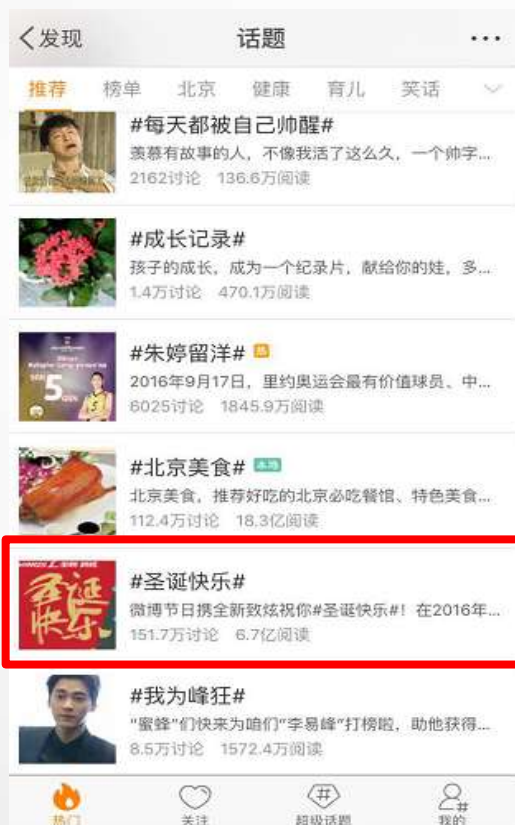 发现
话题
推荐 榜单 北京 健康 育儿 笑话
#每天都被自己帅醒#
羡慕有故事的人，不像我活了这么久，一个帅字...
2162讨论 136.6万阅读
#成长记录#
孩子的成长，成为一个纪录片，献给你的娃，多...
1.4万讨论 470.1万阅读
#朱婷留洋# 热
2016年9月17日，里约奥运会最有价值球员、中...
6025讨论 1845.9万阅读
5
#北京美食# 本地
北京美食，推荐好吃的北京必吃餐馆、特色美食...
112.4万讨论 18.3亿阅读
圣诞
快乐
#圣诞快乐#
微博节日携全新致炫祝你#圣诞快乐#！在2016年...
151.7万讨论 6.7亿阅读
#我为峰狂#
“蜜蜂”们快来为咱们“李易峰”打榜啦，助他获得...
8.5万讨论 1572.4万阅读
热门 关注 超级话题 我的